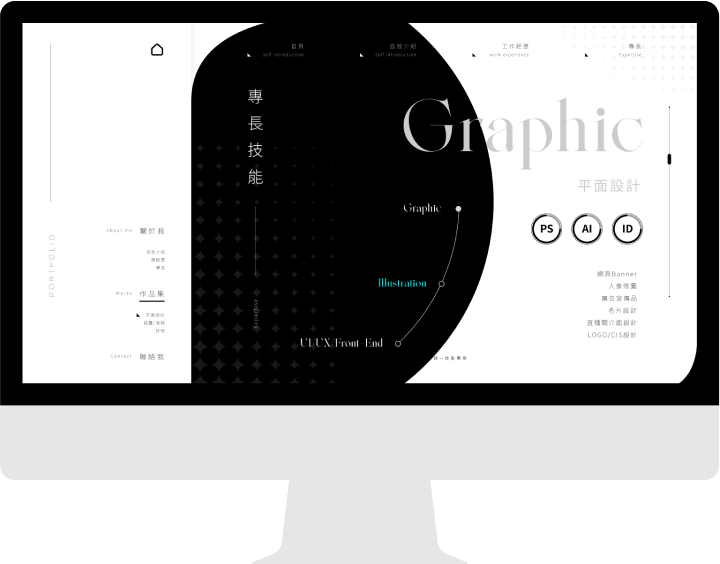 首頁
Self introduction
自我介紹
Self introduction
工作經歷
work experience
專長
Expertise
PORTFOLIO
About me 關於我
自我介紹
學經歷
專長
Works 作品集
平面設計
其他
Contact 聯絡我
專長技能
Expertise
Graphic
平面設計
PS
AI
ID
Graphic
Illustration
UI/UX/Front-End
網頁Banner
人像修圖
廣告宣傳品
名片設計
直播間介面設計
LOGO/CIS設計